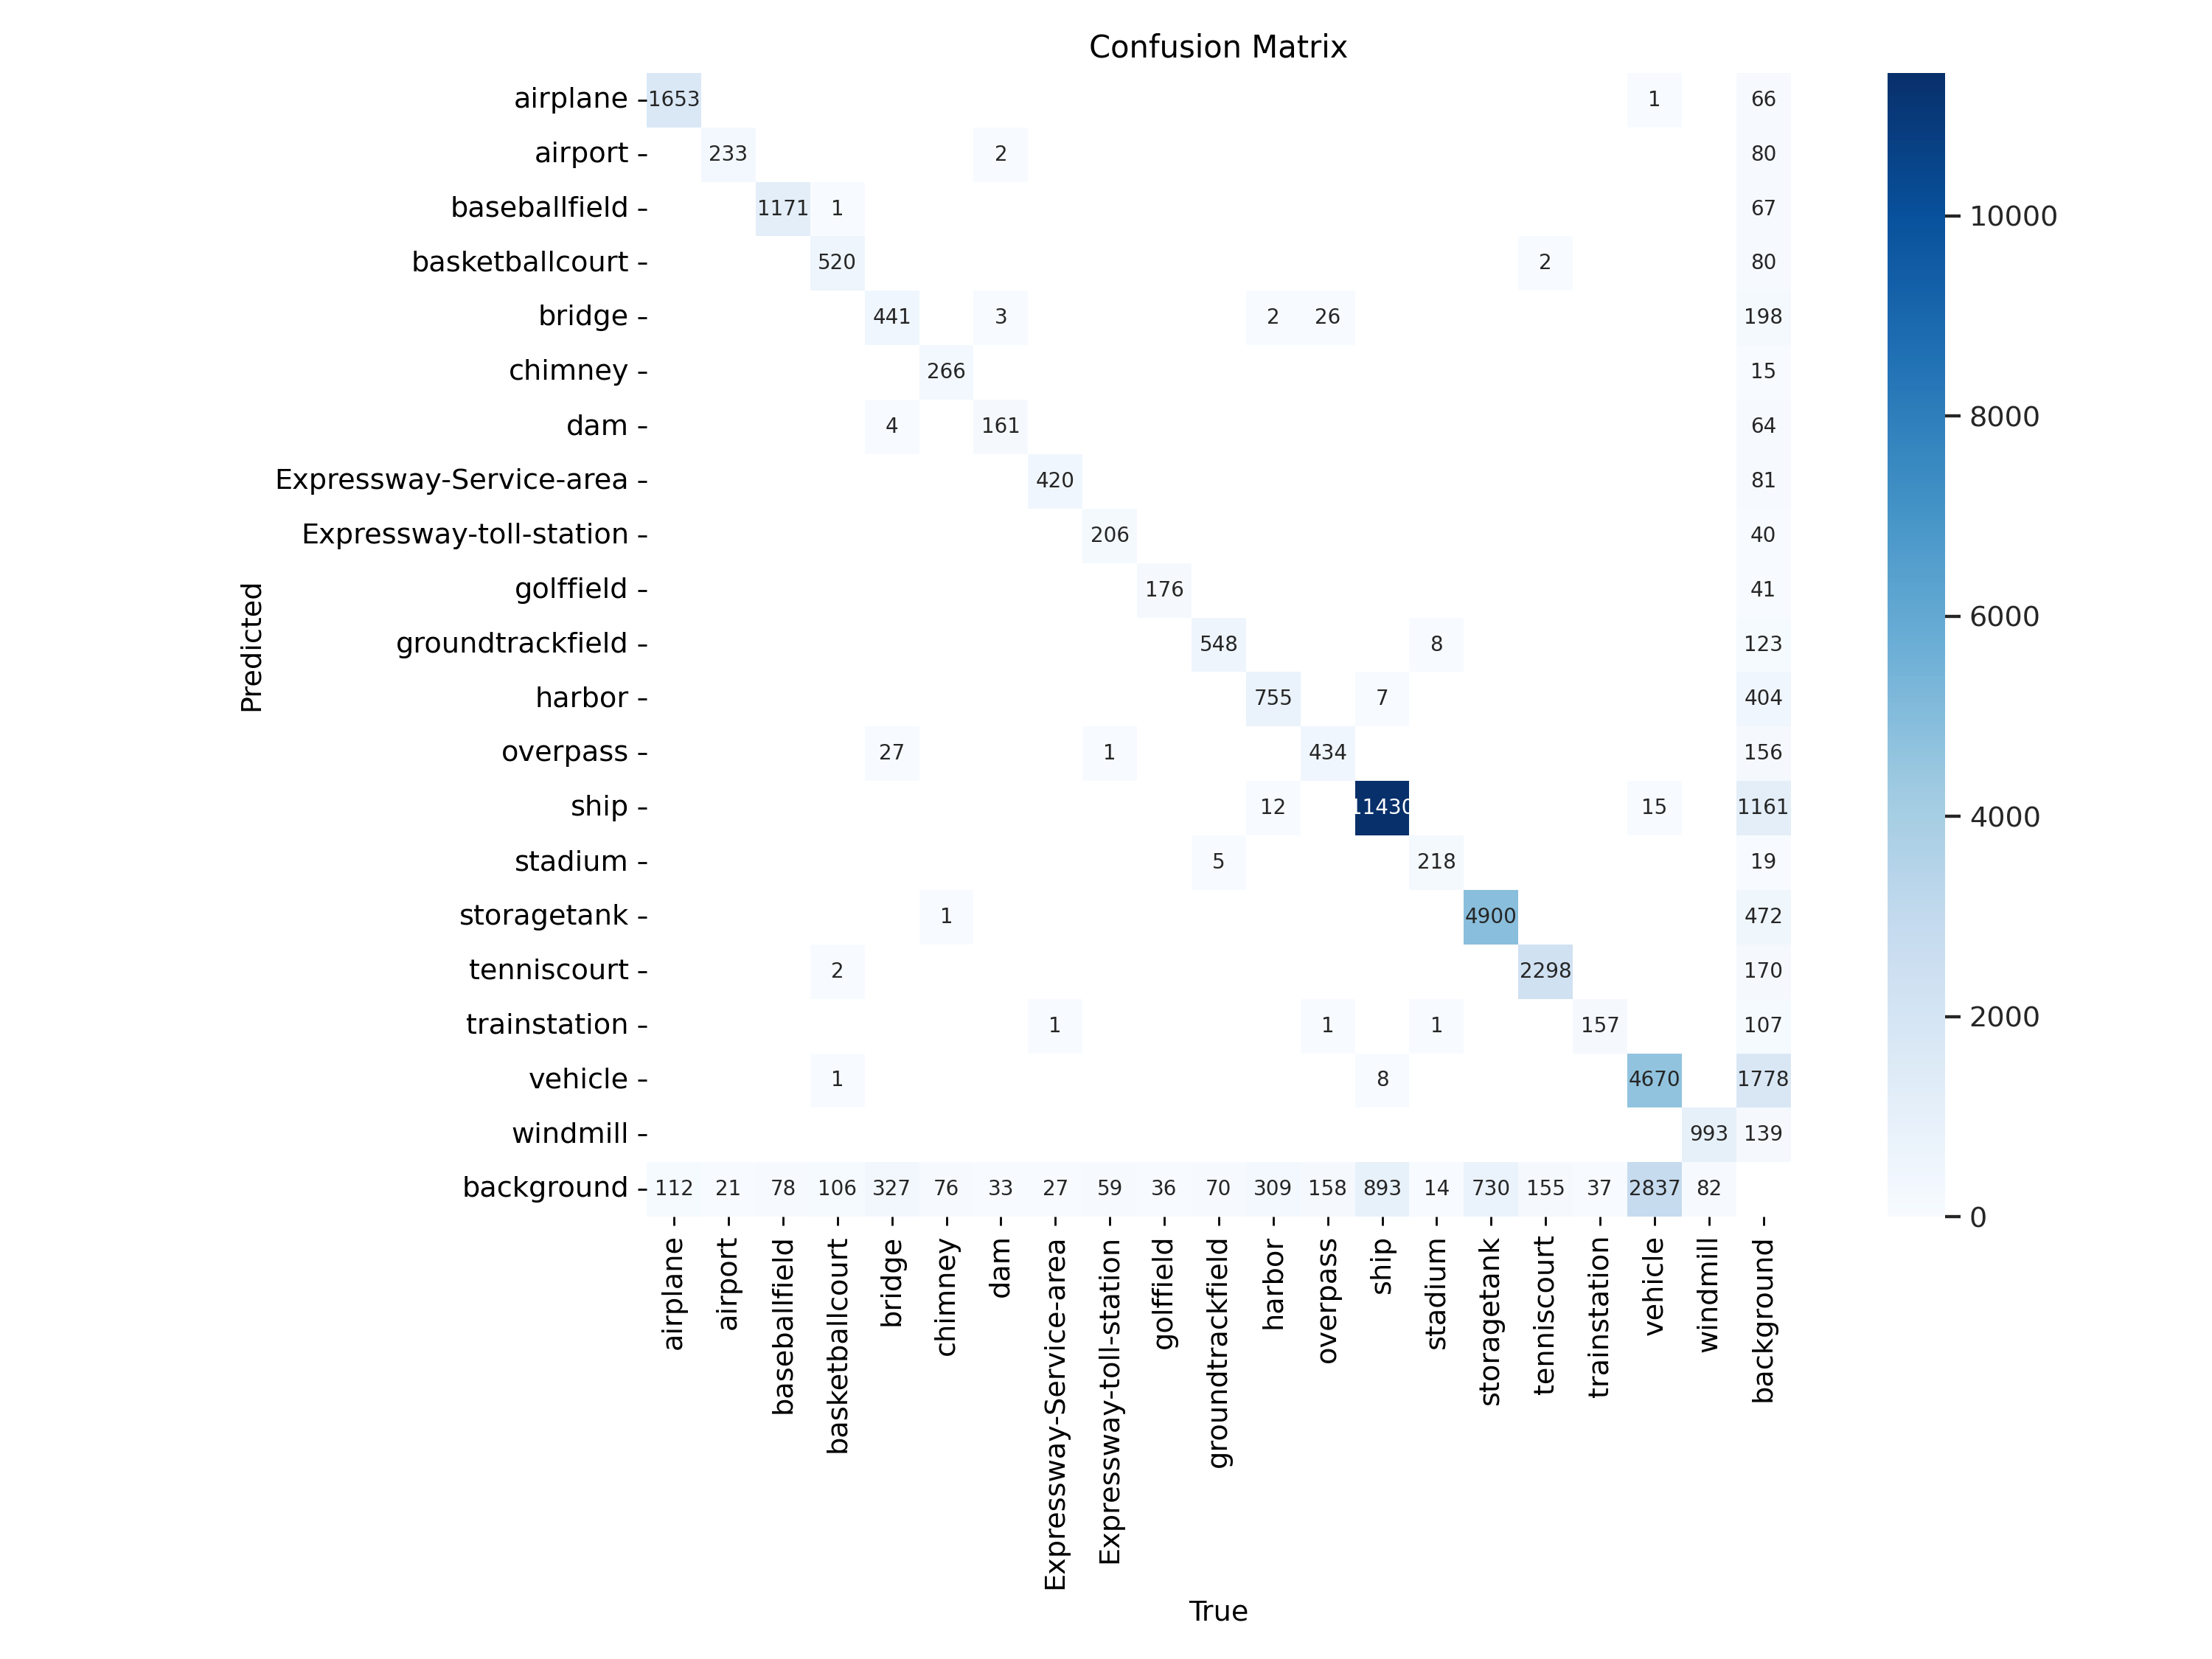 Confusion Matrix
airplane 1653 1 66
airport 233 2 80
baseballfield 1171 1 67
basketballcourt 520 2 80
bridge 441 3 2 26 198
chimney 266 15
dam 4 161 64
Expressway-Service-area 420 81
Expressway-toll-station 206 40
golffield 176 41
groundtrackfield 548 8 123
harbor 755 7 404
overpass 27 1 434 156
ship 12 11430 15 1161
stadium 5 218 19
storagetank 1 4900 472
tenniscourt 2 2298 170
trainstation 1 1 1 157 107
vehicle 1 8 4670 1778
windmill 993 139
background 112 21 78 106 327 76 33 27 59 36 70 309 158 893 14 730 155 37 2837 82
Predicted
airplane
airport
baseballfield
basketballcourt
bridge
chimney
dam
Expressway-Service-area
Expressway-toll-station
golffield
groundtrackfield
harbor
overpass
ship
stadium
storagetank
tenniscourt
trainstation
vehicle
windmill
background
True
10000
8000
6000
4000
2000
0